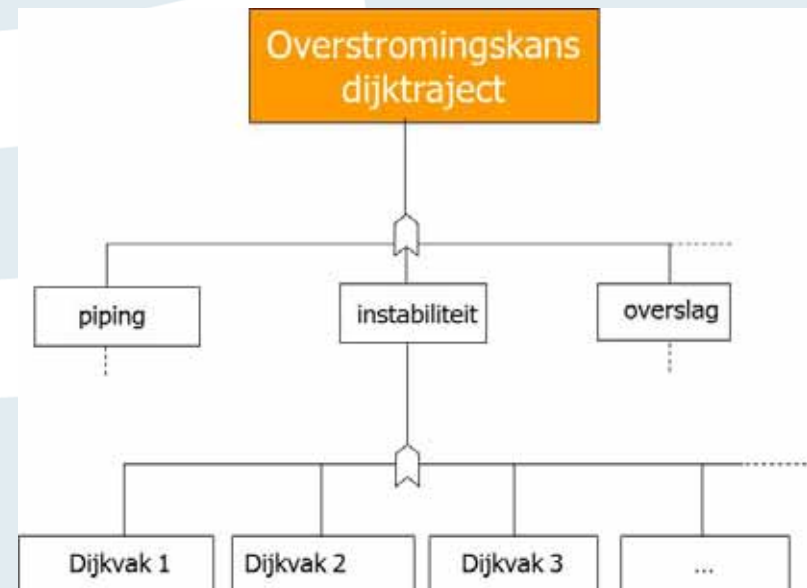 Overstromingskans
dijktraject
piping
instabiliteit
overslag
Dijkvak 1
Dijkvak 2
Dijkvak 3
...